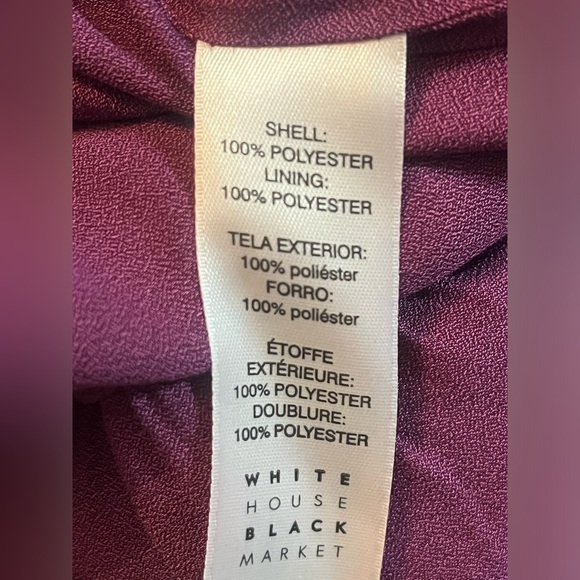 SHELL:
100% POLYESTER
LINING:
100% POLYESTER
TELA EXTERIOR:
100% poliéster
FORRO:
100% poliéster
ÉTOFFE
EXTÉRIEURE:
100% POLYESTER
DOUBLURE:
100% POLYESTER
WHITE
HOUSE
BLACK
MARKET